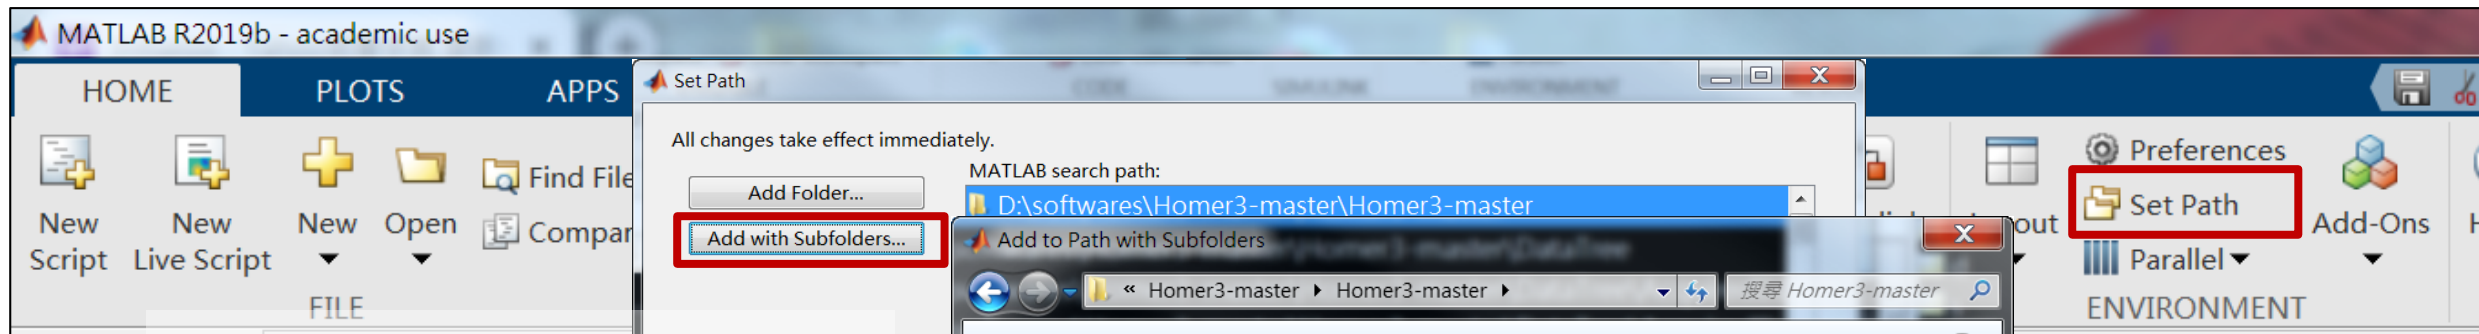 MATLAB R2019b - academic use
HOME PLOTS APPS
Set Path
All changes take effect immediately.
MATLAB search path:
Add Folder...
D:\softwares\Homer3-master\Homer3-master
Add with Subfolders...
Add to Path with Subfolders
« Homer3-master Homer3-master
搜尋 Homer3-master
New Script
New Live Script
New
Open
Find File
Compar
FILE
out
Preferences
Set Path
Parallel
Add-Ons
ENVIRONMENT